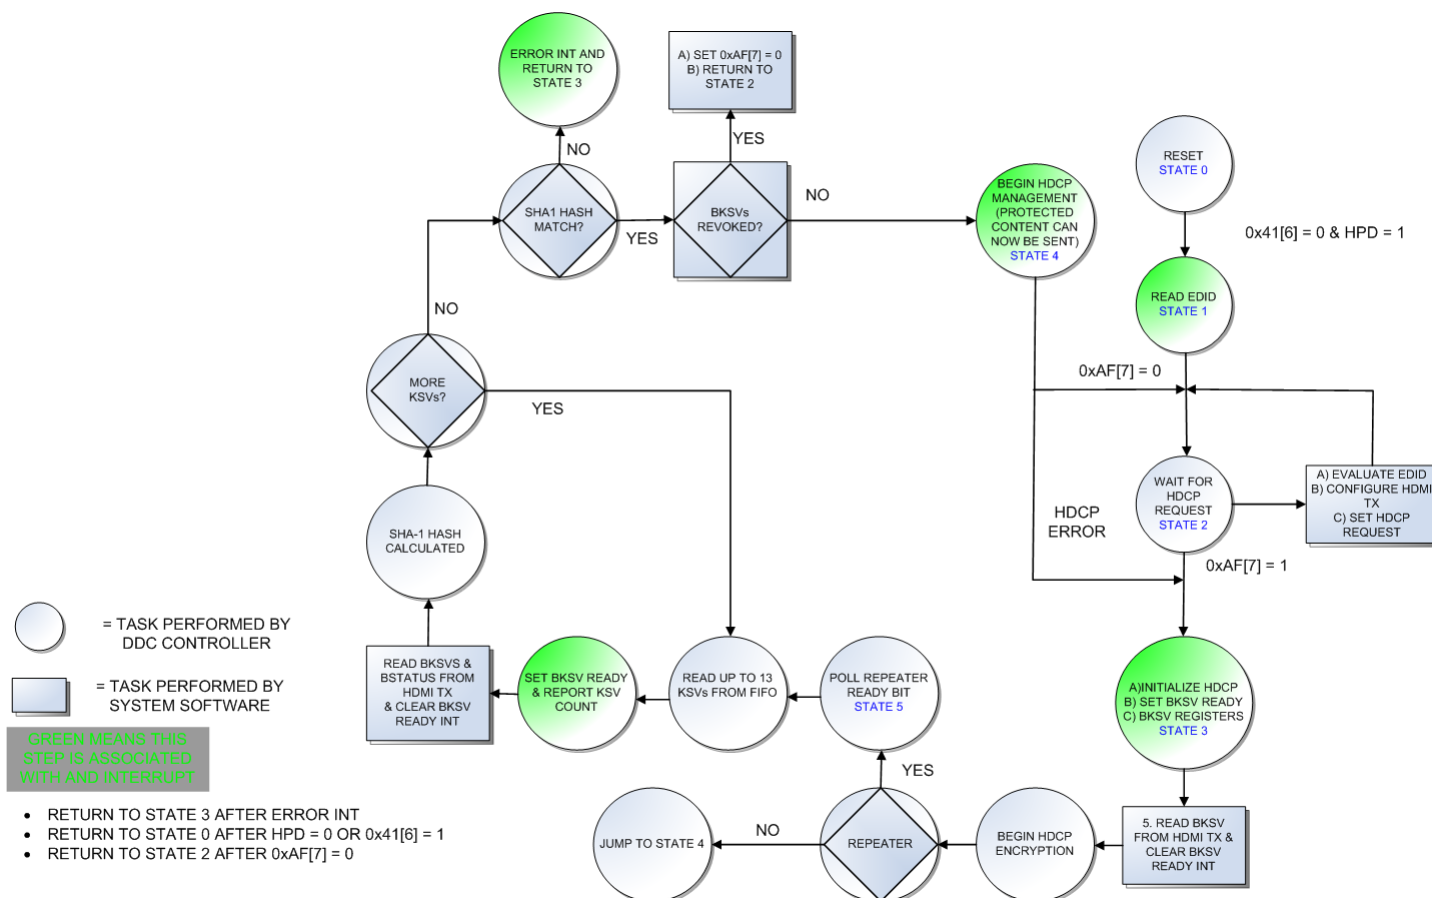 ERROR INT AND
RETURN TO
STATE 3
A) SET 0xAF[7] = 0
B) RETURN TO
STATE 2
YES
NO
RESET
STATE 0
SHA1 HASH
MATCH?
YES
BKSVs
REVOKED?
NO
BEGIN HDCP
MANAGEMENT
(PROTECTED
CONTENT CAN
NOW BE SENT)
STATE 4
0x41[6] = 0 & HPD = 1
READ EDID
STATE 1
NO
0xAF[7] = 0
MORE
KSVs?
YES
WAIT FOR
HDCP
REQUEST
STATE 2
A) EVALUATE EDID
B) CONFIGURE HDMI
TX
C) SET HDCP
REQUEST
HDCP
ERROR
SHA-1 HASH
CALCULATED
0xAF[7] = 1
= TASK PERFORMED BY
DDC CONTROLLER
= TASK PERFORMED BY
SYSTEM SOFTWARE
GREEN MEANS THIS
STEP IS ASSOCIATED
WITH AND INTERRUPT
READ BKSVS &
BSTATUS FROM
HDMI TX
& CLEAR BKSV
READY INT
SET BKSV READY
& REPORT KSV
COUNT
READ UP TO 13
KSVs FROM FIFO
POLL REPEATER
READY BIT
STATE 5
A)INITIALIZE HDCP
B) SET BKSV READY
C) BKSV REGISTERS
STATE 3
YES
• RETURN TO STATE 3 AFTER ERROR INT
• RETURN TO STATE 0 AFTER HPD = 0 OR 0x41[6] = 1
• RETURN TO STATE 2 AFTER 0xAF[7] = 0
JUMP TO STATE 4
NO
REPEATER
BEGIN HDCP
ENCRYPTION
5. READ BKSV
FROM HDMI TX &
CLEAR BKSV
READY INT